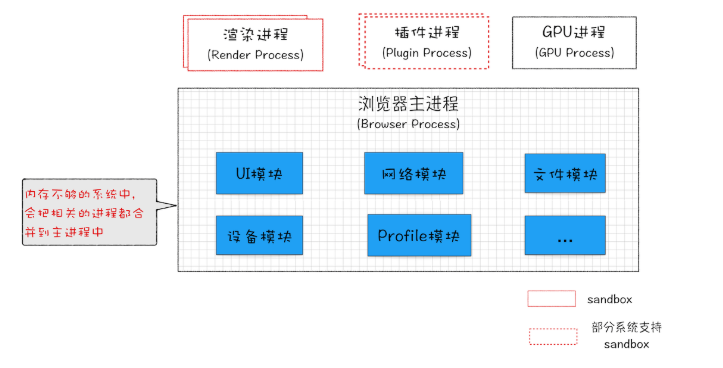 渲染进程
(Render Process)
插件进程
(Plugin Process)
GPU进程
(GPU Process)
浏览器主进程
(Browser Process)
UI模块
网络模块
文件模块
设备模块
Profile模块
...
内存不够的系统中，
会把相关的进程都合
并到主进程中
sandbox
部分系统支持
sandbox